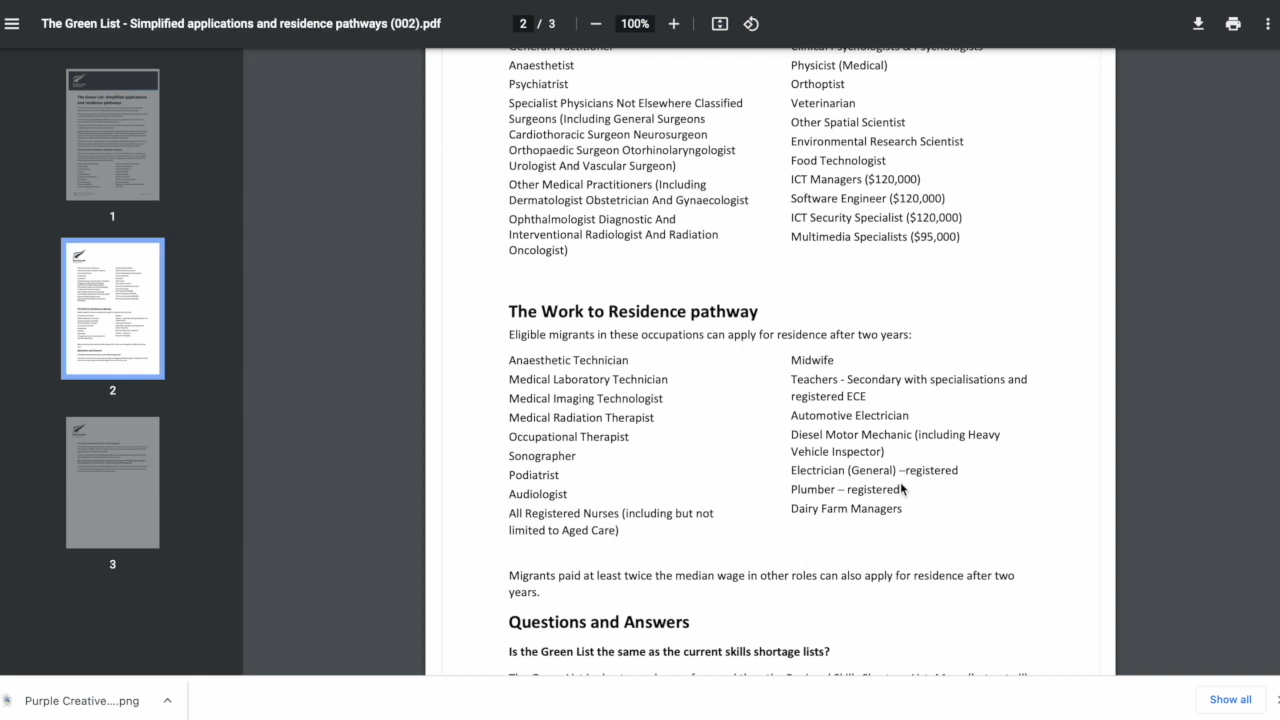 The Green List - Simplified applications and residence pathways (002).pdf
2 / 3
100%
General Practitioner
Anaesthetist
Psychiatrist
Specialist Physicians Not Elsewhere Classified
Surgeons (Including General Surgeons
Cardiothoracic Surgeon Neurosurgeon
Orthopaedic Surgeon Otorhinolaryngologist
Urologist And Vascular Surgeon)
Other Medical Practitioners (Including
Dermatologist Obstetrician And Gynaecologist
Ophthalmologist Diagnostic And
Interventional Radiologist And Radiation
Oncologist)
Clinical Psychologists & Psychologists
Physicist (Medical)
Orthoptist
Veterinarian
Other Spatial Scientist
Environmental Research Scientist
Food Technologist
ICT Managers ($120,000)
Software Engineer ($120,000)
ICT Security Specialist ($120,000)
Multimedia Specialists ($95,000)
The Work to Residence pathway
Eligible migrants in these occupations can apply for residence after two years:
Anaesthetic Technician
Medical Laboratory Technician
Medical Imaging Technologist
Medical Radiation Therapist
Occupational Therapist
Sonographer
Podiatrist
Audiologist
All Registered Nurses (including but not
limited to Aged Care)
Midwife
Teachers - Secondary with specialisations and
registered ECE
Automotive Electrician
Diesel Motor Mechanic (including Heavy
Vehicle Inspector)
Electrician (General) –registered
Plumber – registered
Dairy Farm Managers
Migrants paid at least twice the median wage in other roles can also apply for residence after two
years.
Questions and Answers
Is the Green List the same as the current skills shortage lists?
1
2
3
Purple Creative....png
Show all